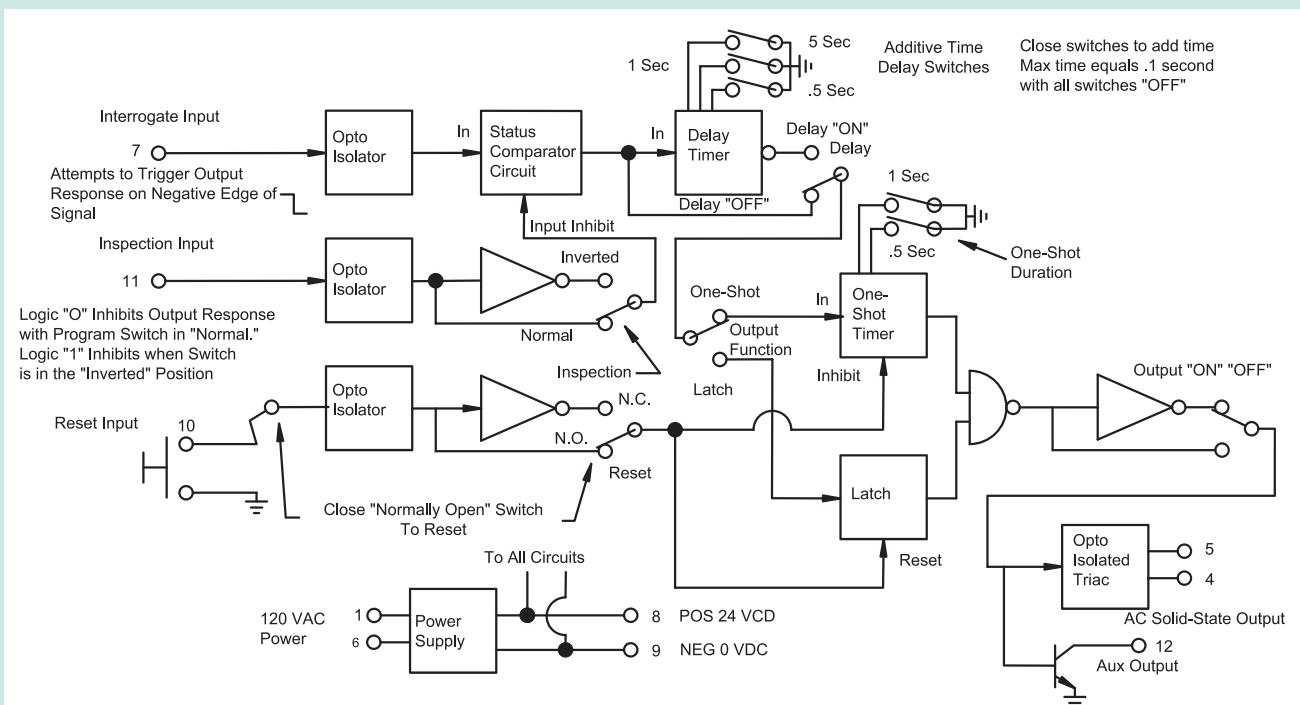 5 Sec
1 Sec
.5 Sec
Additive Time
Delay Switches
Close switches to add time
Max time equals .1 second
with all switches "OFF"
Interrogate Input
7
Attempts to Trigger Output
Response on Negative Edge of
Signal
Opto
Isolator
In
Status
Comparator
Circuit
In
Delay
Timer
Delay "ON"
Delay
Delay "OFF"
Input Inhibit
1 Sec
.5 Sec
One-Shot
Duration
Inspection Input
11
Opto
Isolator
Inverted
Normal
Inspection
Logic "O" Inhibits Output Response
with Program Switch in "Normal."
Logic "1" Inhibits when Switch
is in the "Inverted" Position
One-Shot
Output
Function
Latch
In
One-
Shot
Timer
Inhibit
Output "ON" "OFF"
Reset Input
10
Opto
Isolator
N.C.
N.O.
Reset
Close "Normally Open" Switch
To Reset
Latch
Reset
To All Circuits
120 VAC
Power
1
6
Power
Supply
8 POS 24 VCD
9 NEG 0 VDC
Opto
Isolated
Triac
5
4
AC Solid-State Output
12
Aux Output